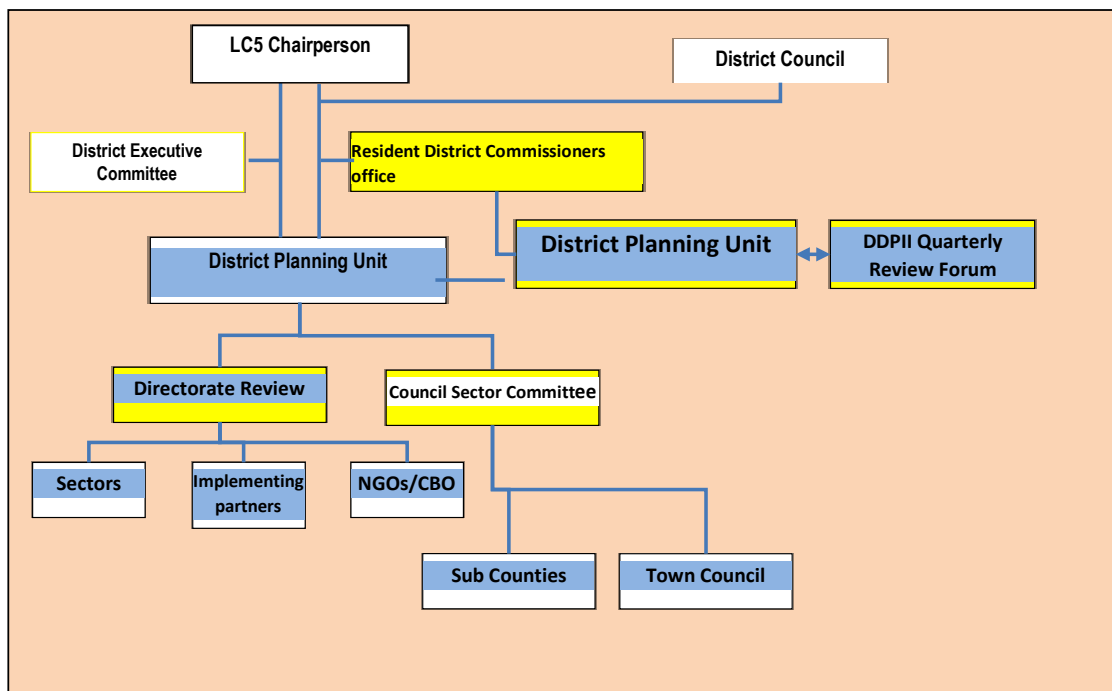 LC5 Chairperson
District Council
District Executive
Committee
Resident District Commissioners
office
District Planning Unit
District Planning Unit
DDPII Quarterly
Review Forum
Directorate Review
Council Sector Committee
Sectors
Implementing
partners
NGOs/CBO
Sub Counties
Town Council